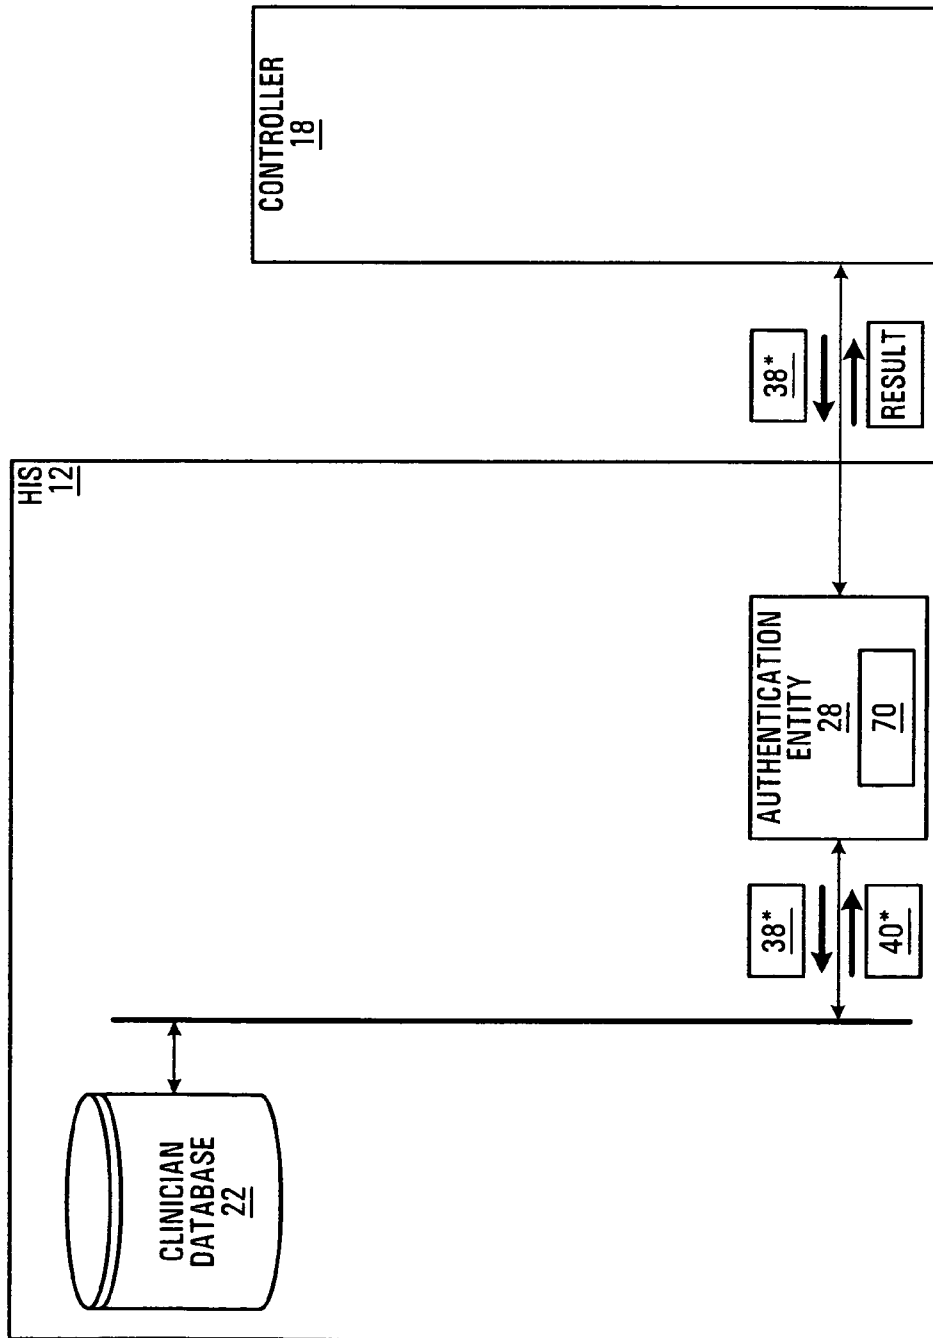 HIS
12
CLINICIAN
DATABASE
22
38*
40*
AUTHENTICATION
ENTITY
28
70
38*
RESULT
CONTROLLER
18